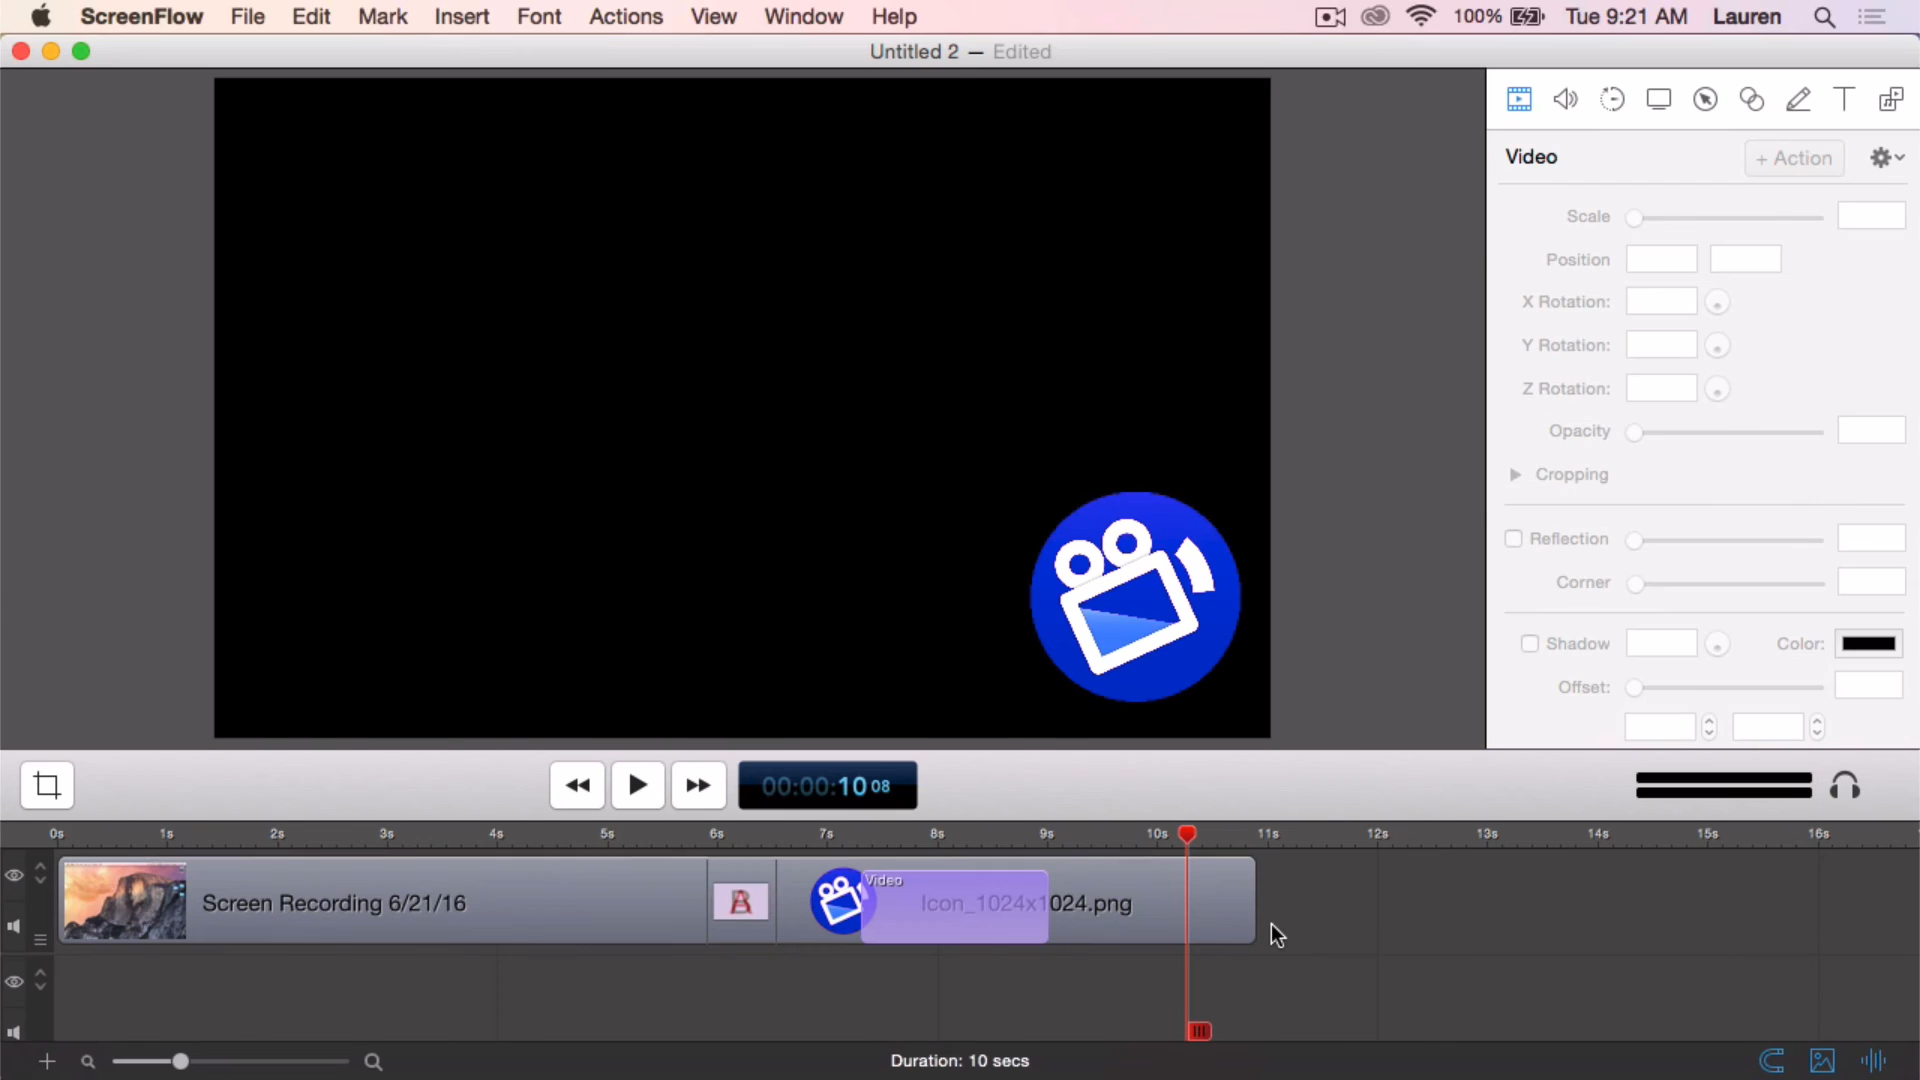 ScreenFlow File Edit Mark Insert Font Actions View Window Help 100% Tue 9:21 AM Lauren
Untitled 2 — Edited
Video + Action
Scale
Position
X Rotation:
Y Rotation:
Z Rotation:
Opacity
Cropping
Reflection
Corner
Shadow Color:
Offset:
00:00:10 08
0s 1s 2s 3s 4s 5s 6s 7s 8s 9s 10s 11s 12s 13s 14s 15s 16s
Video
Screen Recording 6/21/16 Icon_1024x1024.png
Duration: 10 secs